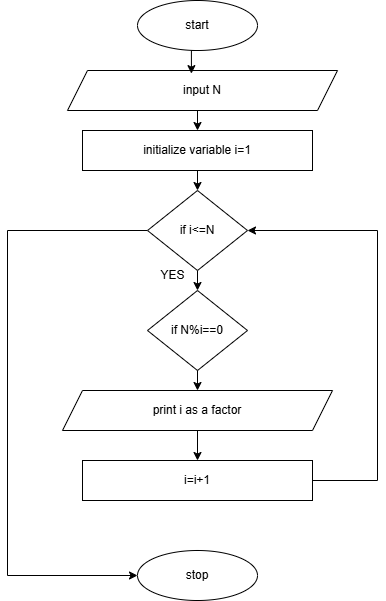 start
input N
initialize variable i=1
if i<=N
YES
if N%i==0
print i as a factor
i=i+1
stop